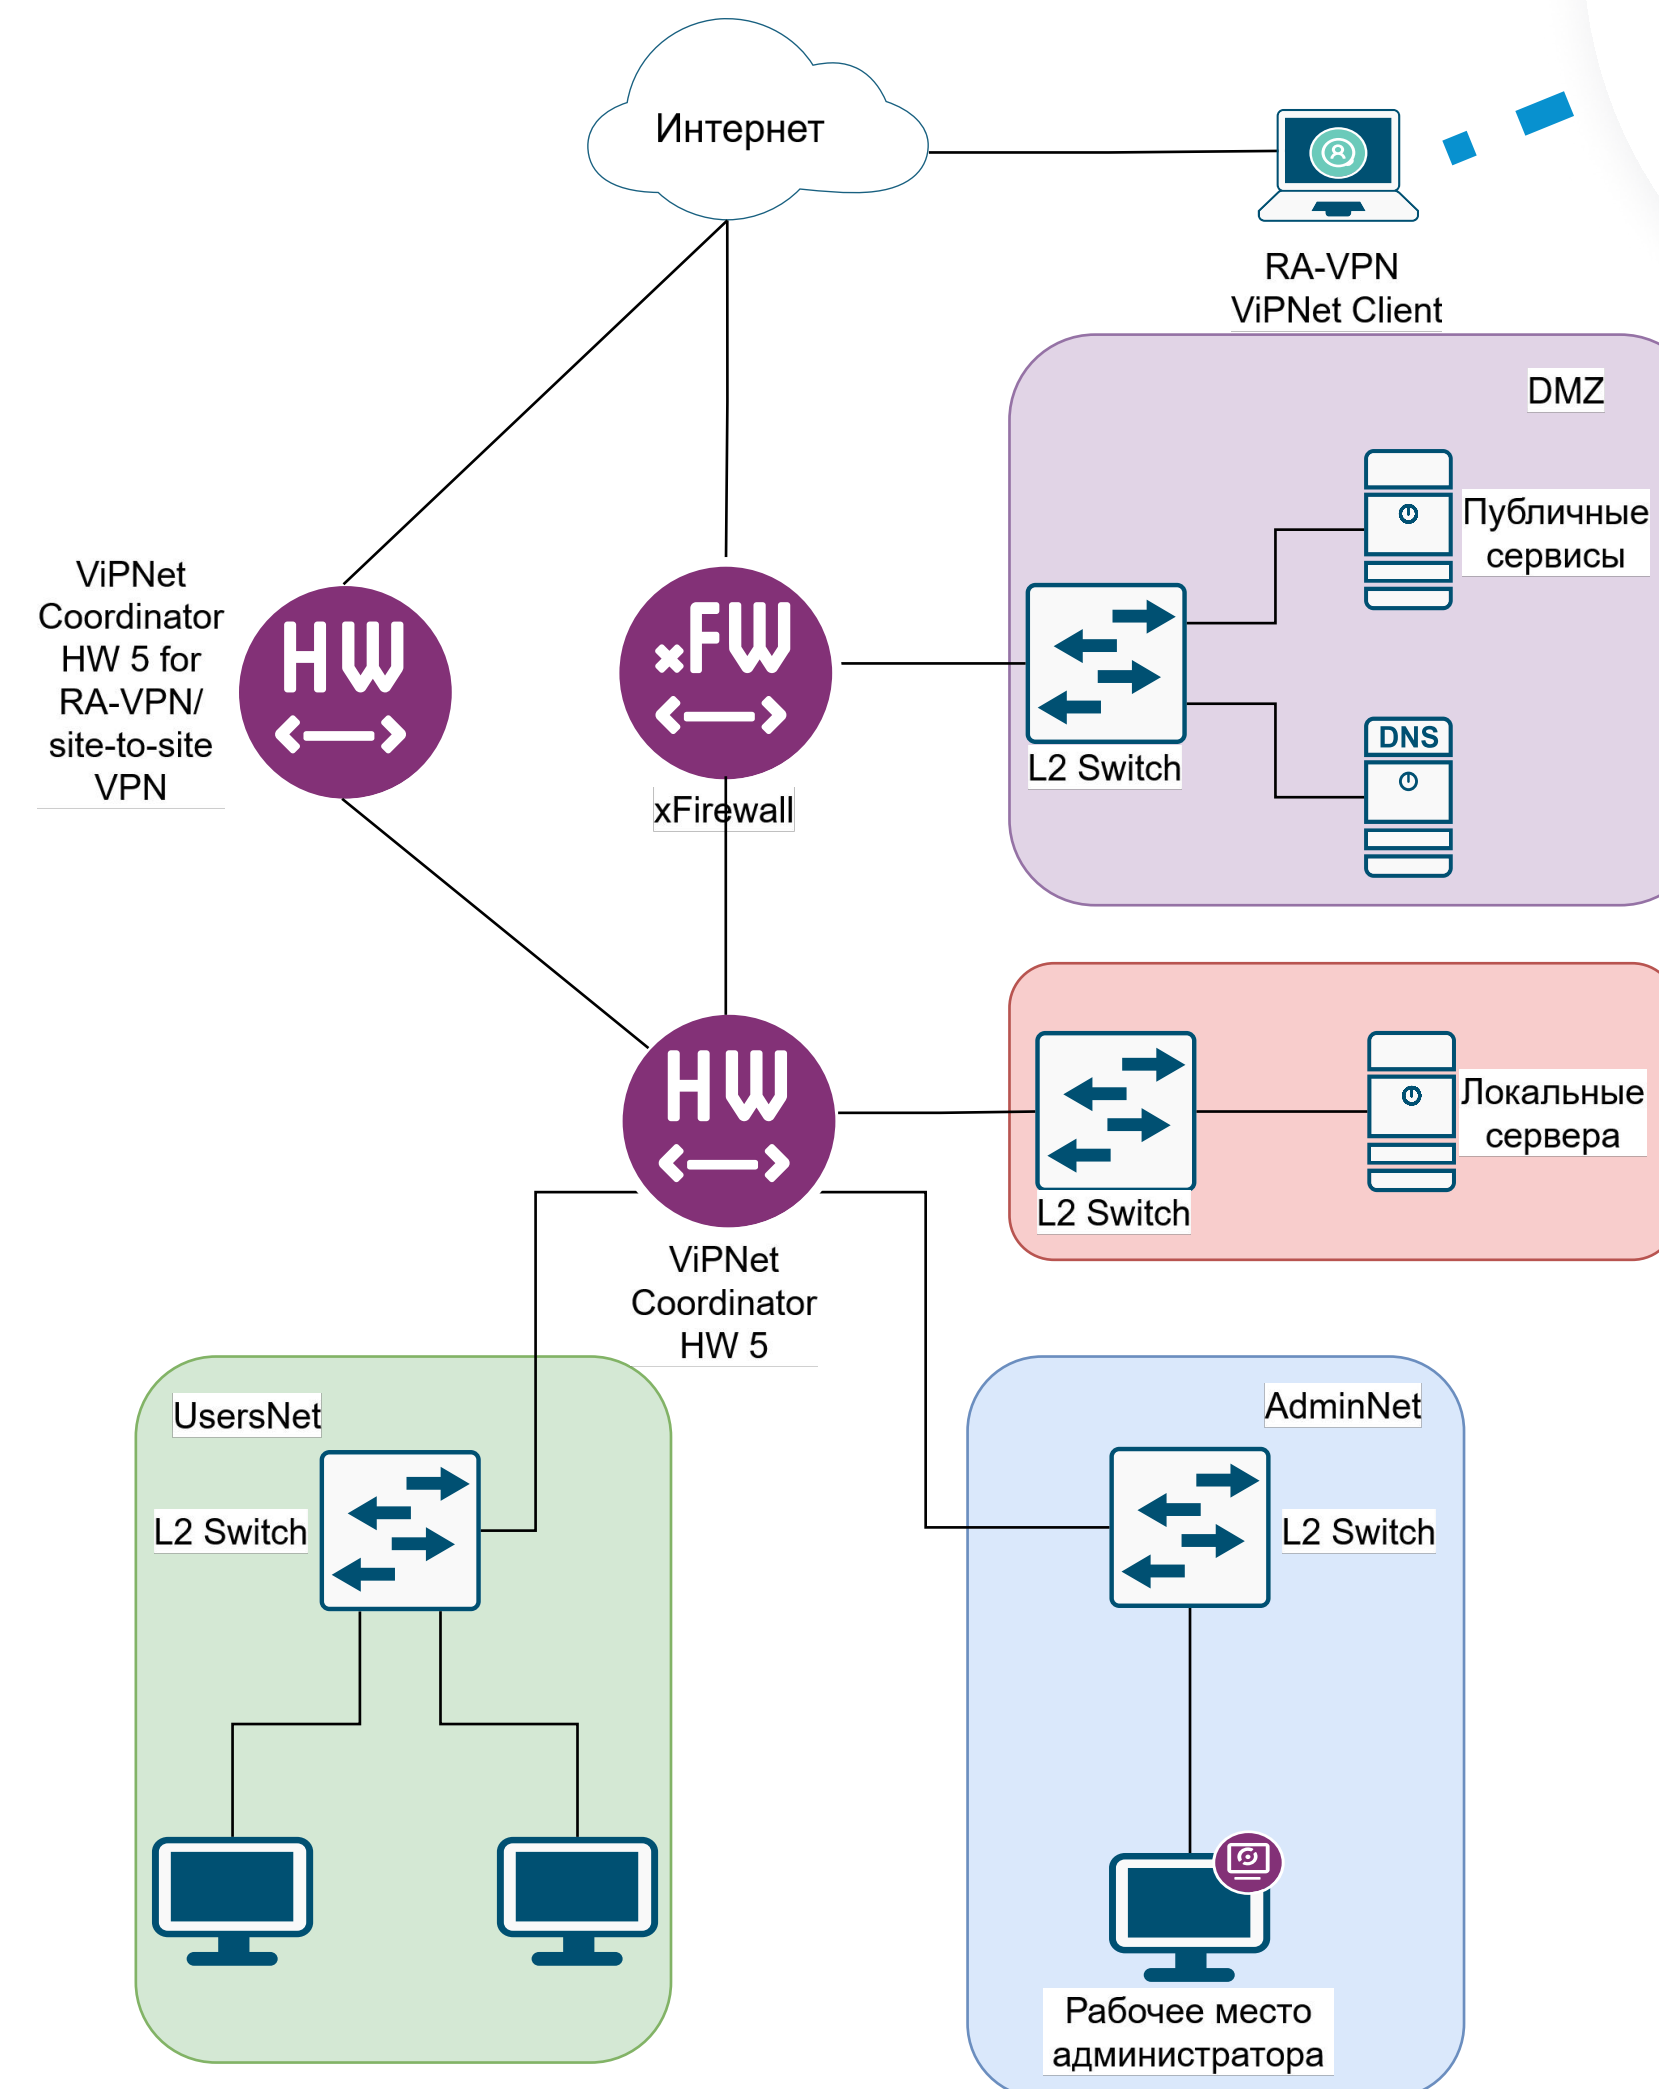 Интернет
RA-VPN
ViPNet Client
DMZ
Публичные
сервисы
ViPNet
Coordinator
HW 5 for
RA-VPN/
site-to-site
VPN
HW
xFW
xFirewall
L2 Switch
DNS
HW
ViPNet
Coordinator
HW 5
L2 Switch
Локальные
сервера
UsersNet
L2 Switch
AdminNet
L2 Switch
Рабочее место
администратора